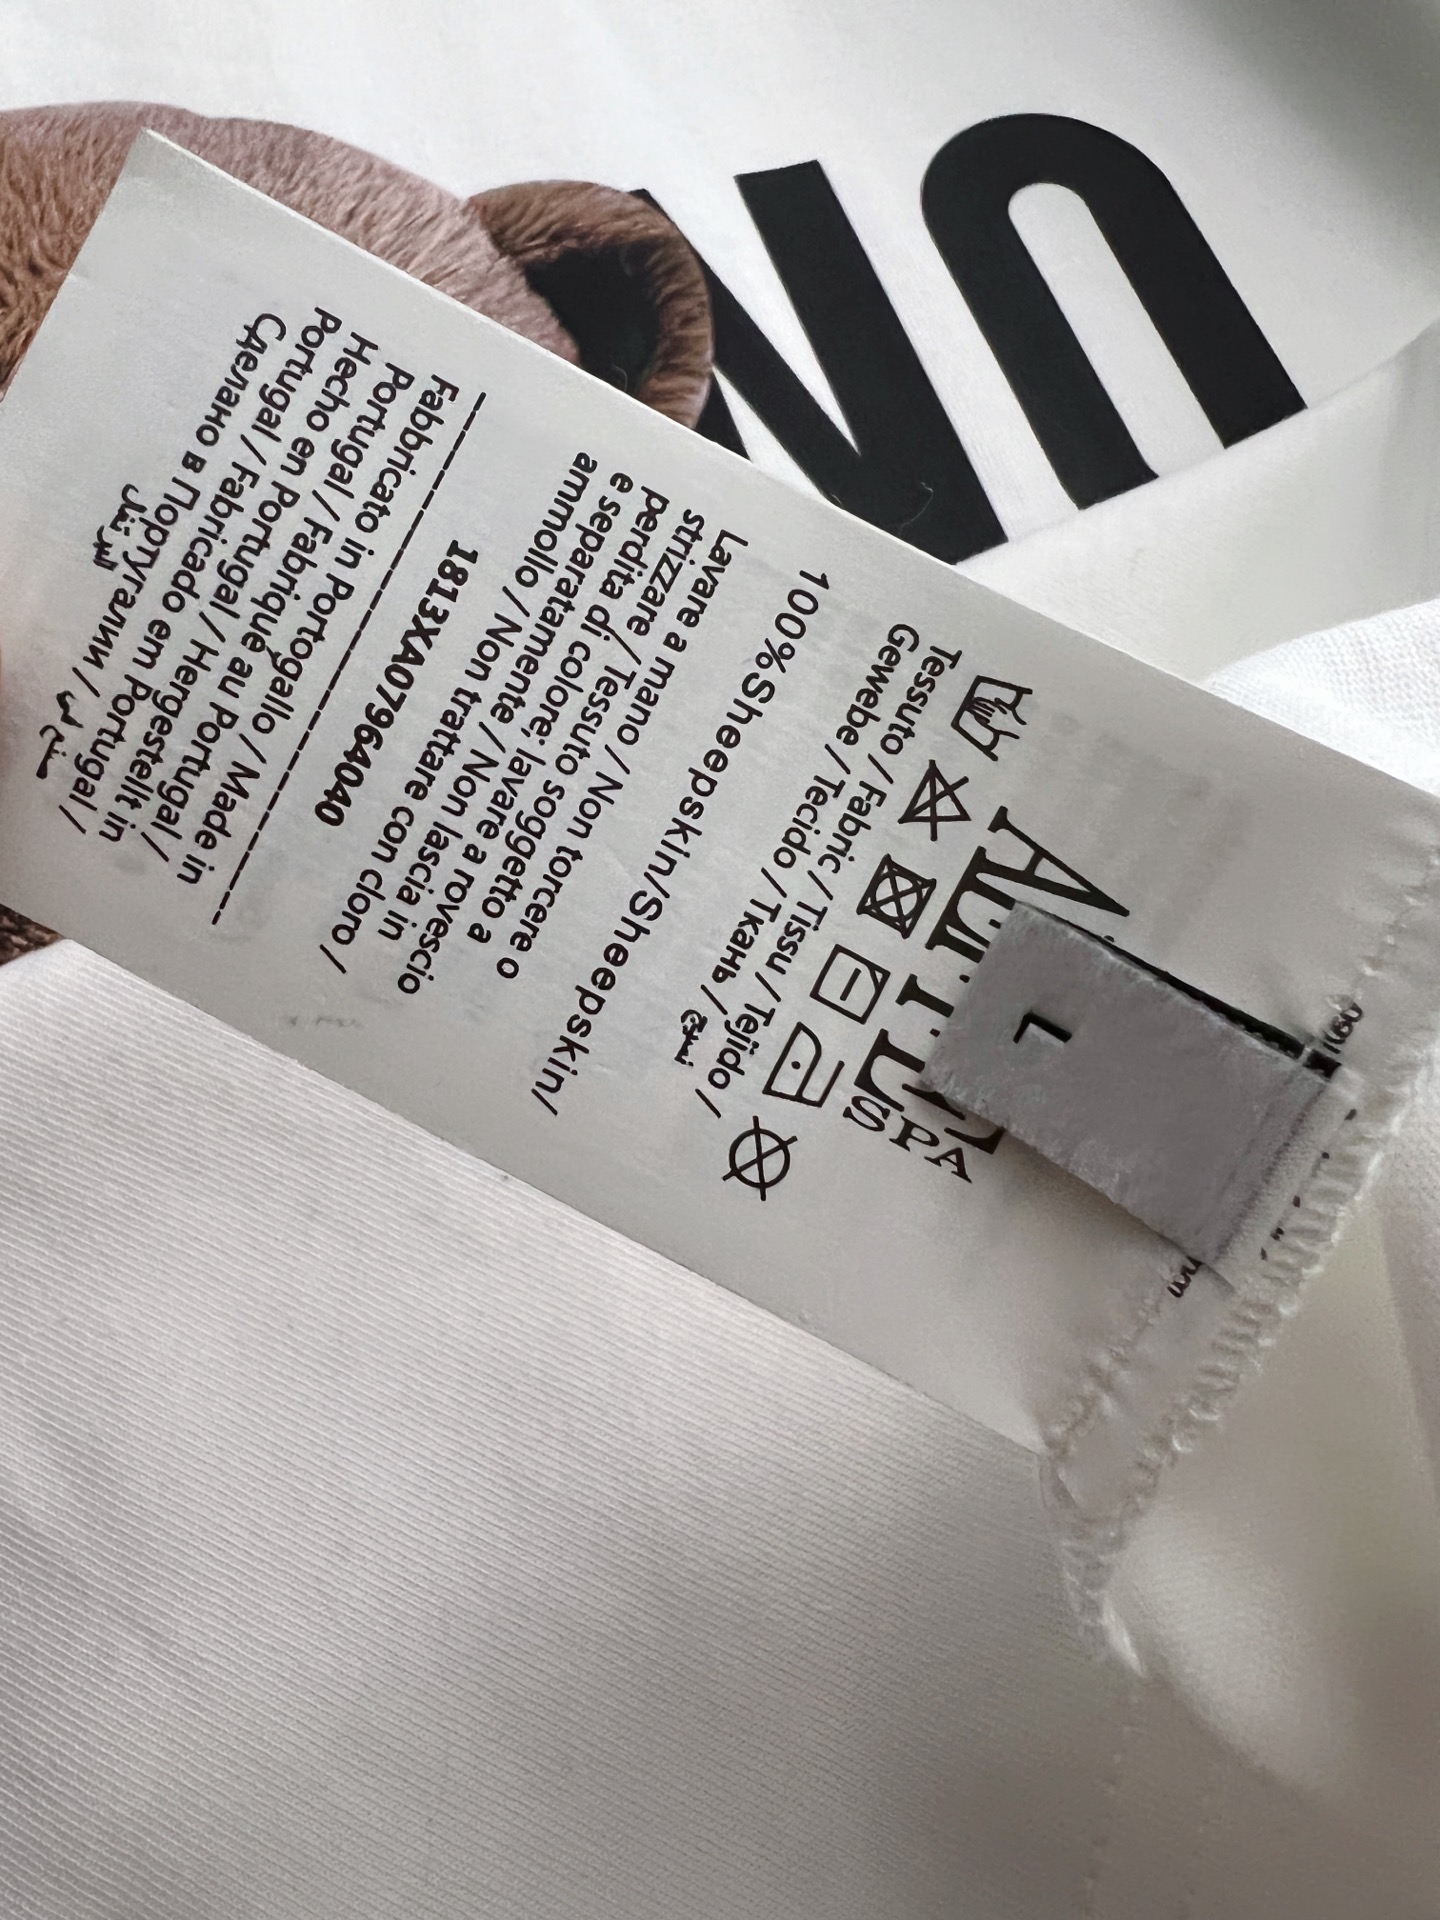 AEFFE
SPA
L
Tessuto / Fabric / Tissu / Tejido /
Gewebe / Tecido / Ткань / نسيج
100%Sheepskin/Sheepskin/
Lavare a mano / Non torcere o
strizzare / Tessuto soggetto a
perdita di colore; lavare a rovescio
e separatamente / Non lascia in
ammollo / Non trattare con cloro /
1813XA07964040
Fabbricato in Portogallo / Made in
Portugal / Fabriqué au Portugal /
Hecho en Portugal / Hergestellt in
Portugal / Fabricado em Portugal /
Сделано в Португалии /